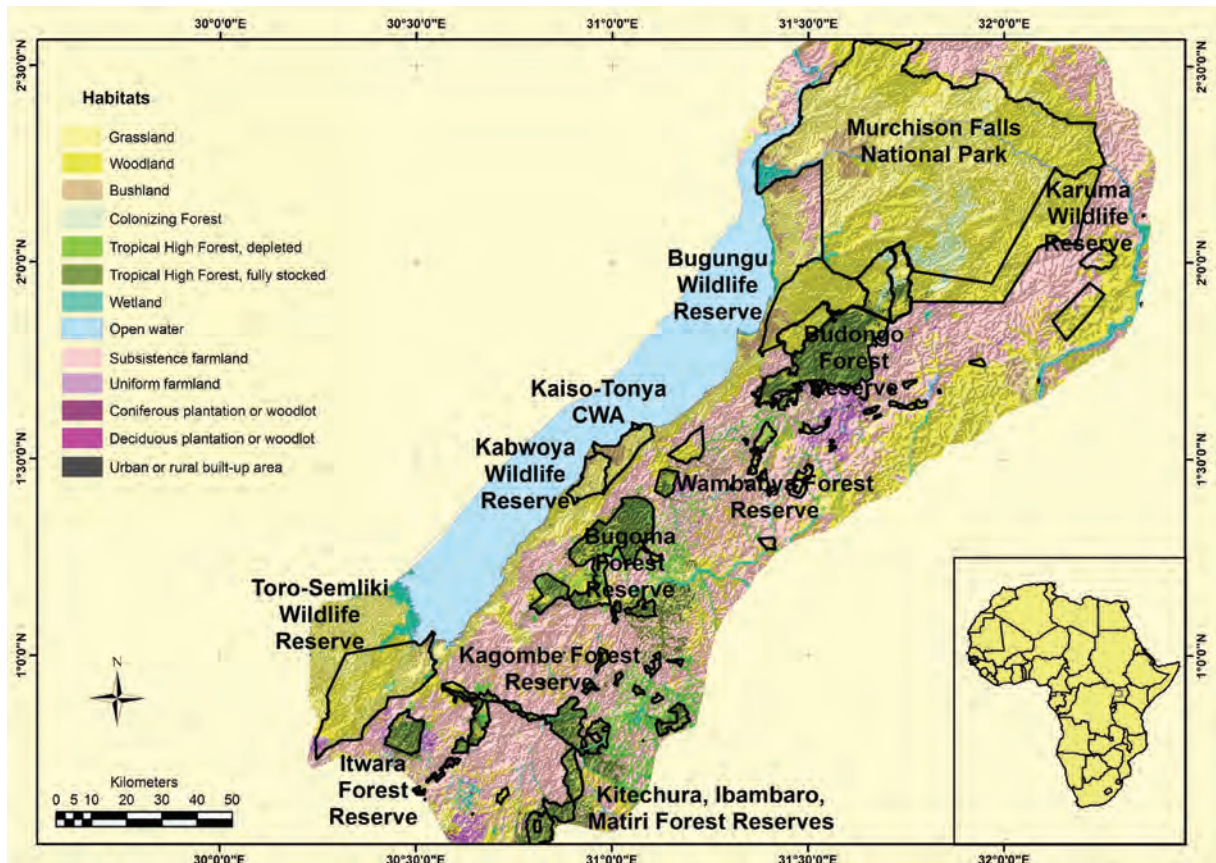 30°0'0"E 30°30'0"E 31°0'0"E 31°30'0"E 32°0'0"E
2°30'0"N
2°0'0"N
1°30'0"N
1°0'0"N
Habitats
Grassland
Woodland
Bushland
Colonizing Forest
Tropical High Forest, depleted
Tropical High Forest, fully stocked
Wetland
Open water
Subsistence farmland
Uniform farmland
Coniferous plantation or woodlot
Deciduous plantation or woodlot
Urban or rural built-up area
Murchison Falls
National Park
Karuma
Wildlife
Reserve
Bugungu
Wildlife
Reserve
Budongo
Forest
Reserve
Kaiso-Tonya
CWA
Kabwoya
Wildlife
Reserve
Wambabya Forest
Reserve
Bugoma
Forest
Reserve
Toro-Semliki
Wildlife
Reserve
Kagombe Forest
Reserve
Itwara
Forest
Reserve
Kitechura, Ibambaro,
Matiri Forest Reserves
N
Kilometers
0 5 10 20 30 40 50
2°30'0"N
2°0'0"N
1°30'0"N
1°0'0"N
30°0'0"E 30°30'0"E 31°0'0"E 31°30'0"E 32°0'0"E